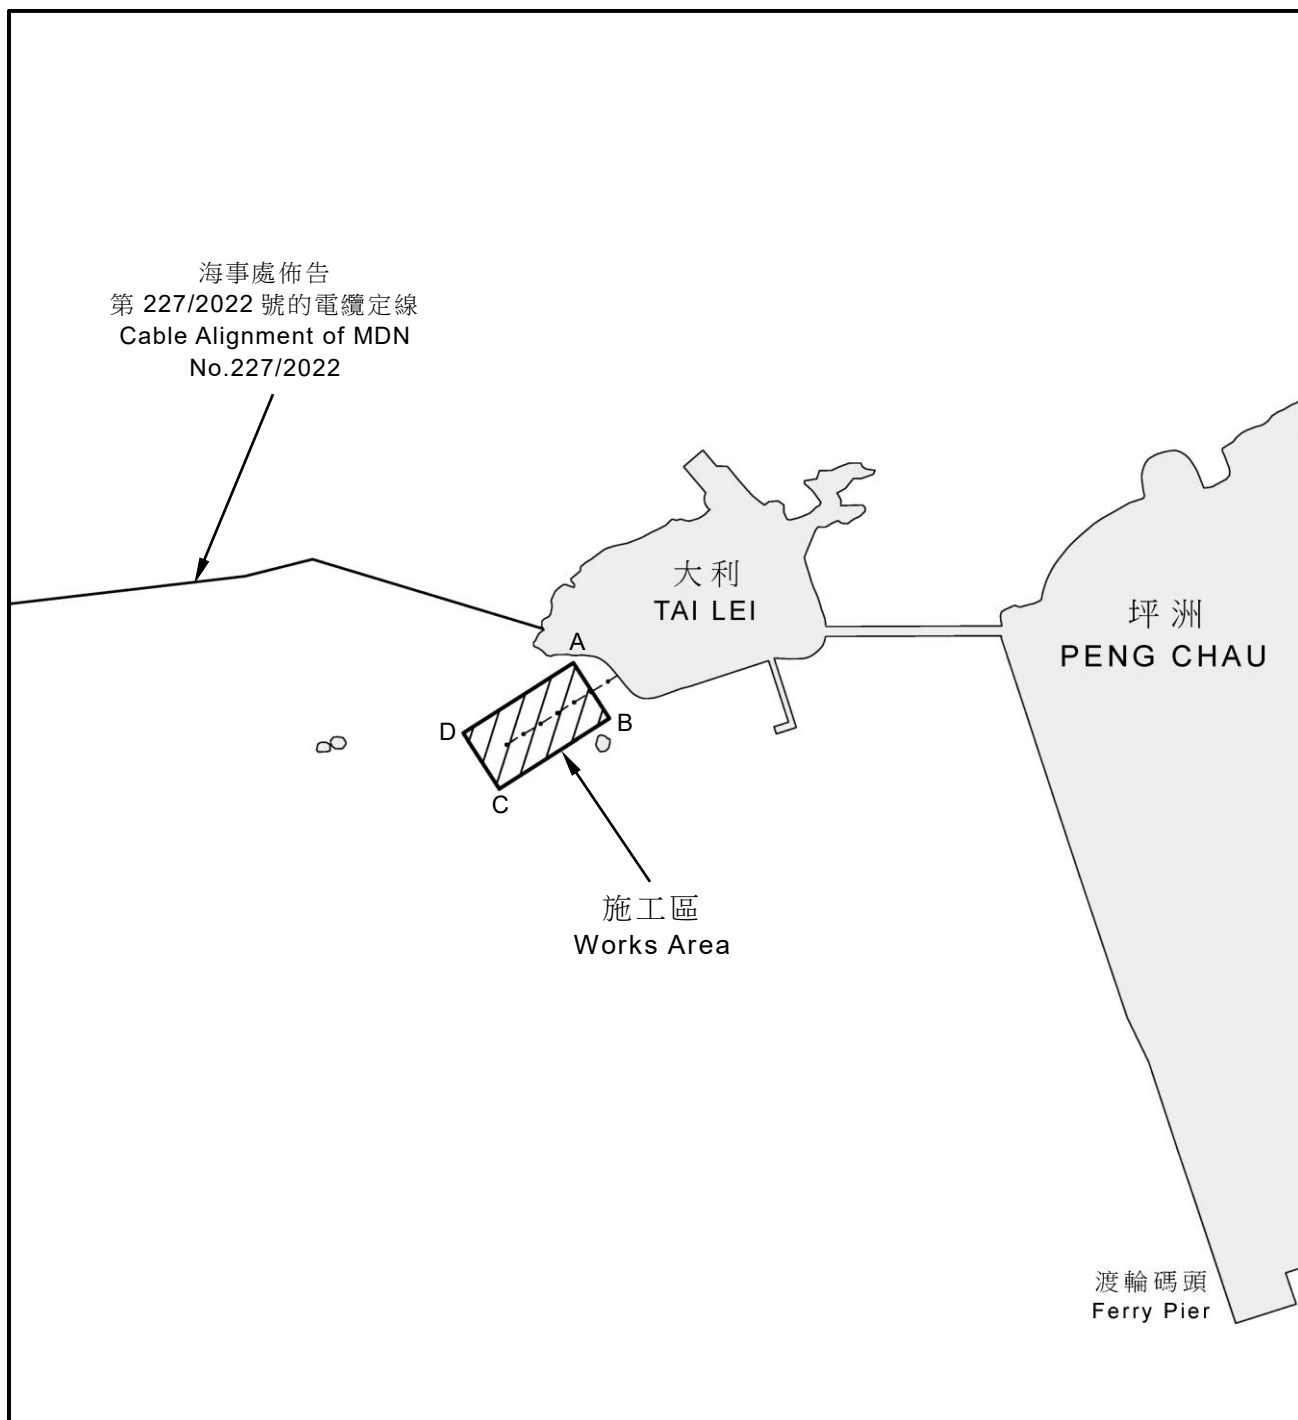 海事處佈告
第 227/2022 號的電纜定線
Cable Alignment of MDN
No.227/2022
大利
TAI LEI
坪洲
PENG CHAU
A
B
D
C
施工區
Works Area
渡輪碼頭
Ferry Pier